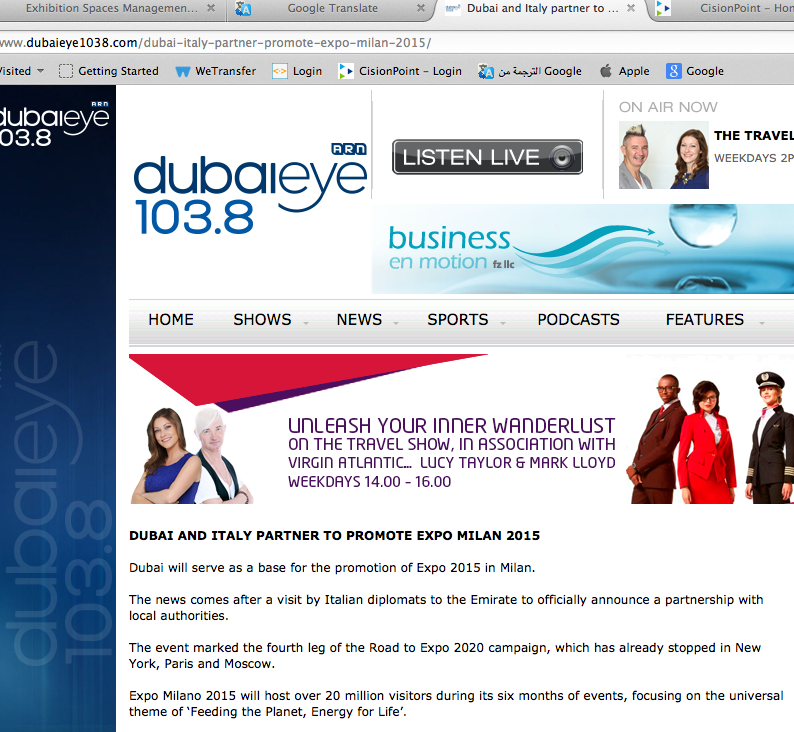 Exhibition Spaces Managemen...
Google Translate
Dubai and Italy partner to ...
CisionPoint - Hon
www.dubaieye1038.com/dubai-italy-partner-promote-expo-milan-2015/
Visited
Getting Started
WeTransfer
Login
CisionPoint - Login
الترجمة من Google
Apple
Google
ARN
dubaieye
103.8
ARN
dubaieye
103.8
LISTEN LIVE
ON AIR NOW
THE TRAVEL
WEEKDAYS 2P
business
en motion fz llc
HOME
SHOWS
NEWS
SPORTS
PODCASTS
FEATURES
UNLEASH YOUR INNER WANDERLUST
ON THE TRAVEL SHOW, IN ASSOCIATION WITH
VIRGIN ATLANTIC... LUCY TAYLOR & MARK LLOYD
WEEKDAYS 14.00 - 16.00
dubaieye
103.8
DUBAI AND ITALY PARTNER TO PROMOTE EXPO MILAN 2015
Dubai will serve as a base for the promotion of Expo 2015 in Milan.
The news comes after a visit by Italian diplomats to the Emirate to officially announce a partnership with
local authorities.
The event marked the fourth leg of the Road to Expo 2020 campaign, which has already stopped in New
York, Paris and Moscow.
Expo Milano 2015 will host over 20 million visitors during its six months of events, focusing on the universal
theme of ‘Feeding the Planet, Energy for Life’.